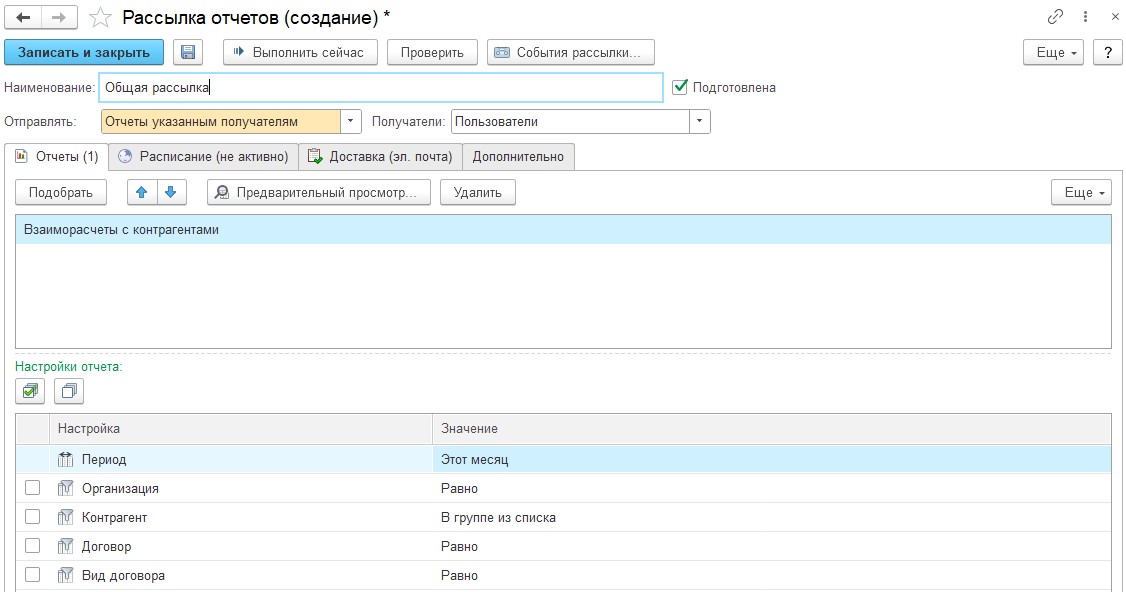 Рассылка отчетов (создание) *
Записать и закрыть Выполнить сейчас Проверить События рассылки... Еще ?
Наименование: Общая рассылка Подготовлена
Отправлять: Отчеты указанным получателям Получатели: Пользователи
Отчеты (1) Расписание (не активно) Доставка (эл. почта) Дополнительно
Подобрать Предварительный просмотр... Удалить Еще
Взаиморасчеты с контрагентами
Настройки отчета:
Настройка Значение
Период Этот месяц
Организация Равно
Контрагент В группе из списка
Договор Равно
Вид договора Равно